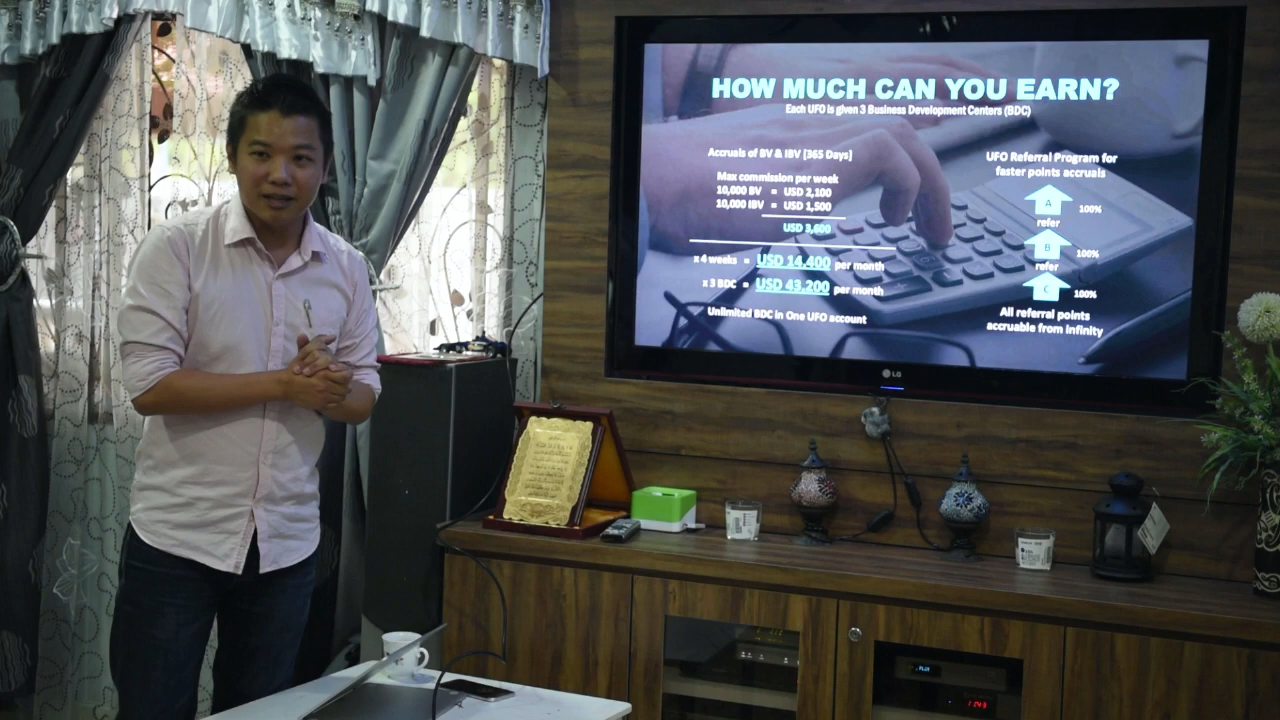 HOW MUCH CAN YOU EARN?
Each UFO is given 3 Business Development Centers (BDC)
Accruals of BV & IBV [365 Days]
Max commission per week
10,000 BV = USD 2,100
10,000 IBV = USD 1,500
USD 3,600
x 4 weeks = USD 14,400 per month
x 3 BDC = USD 43,200 per month
Unlimited BDC in One UFO account
UFO Referral Program for
faster points accruals
A 100%
refer
B 100%
refer
C 100%
All referral points
accruable from infinity
LG